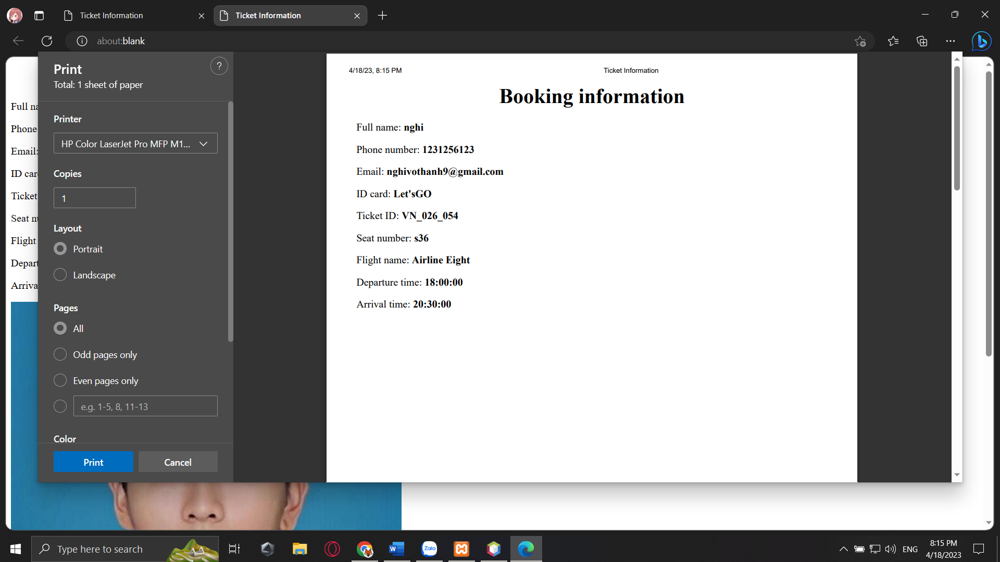 Ticket Information
Ticket Information
about:blank
Print
Total: 1 sheet of paper
?
Printer
HP Color LaserJet Pro MFP M1...
Copies
1
Layout
Portrait
Landscape
Pages
All
Odd pages only
Even pages only
e.g. 1-5, 8, 11-13
Color
Print
Cancel
Full na
Phone
Email:
ID car
Ticket
Seat nu
Flight
Depart
Arriva
4/18/23, 8:15 PM
Ticket Information
Booking information
Full name: nghi
Phone number: 1231256123
Email: nghivothanh9@gmail.com
ID card: Let'sGO
Ticket ID: VN_026_054
Seat number: s36
Flight name: Airline Eight
Departure time: 18:00:00
Arrival time: 20:30:00
Type here to search
W
Zalo
ENG
8:15 PM
4/18/2023